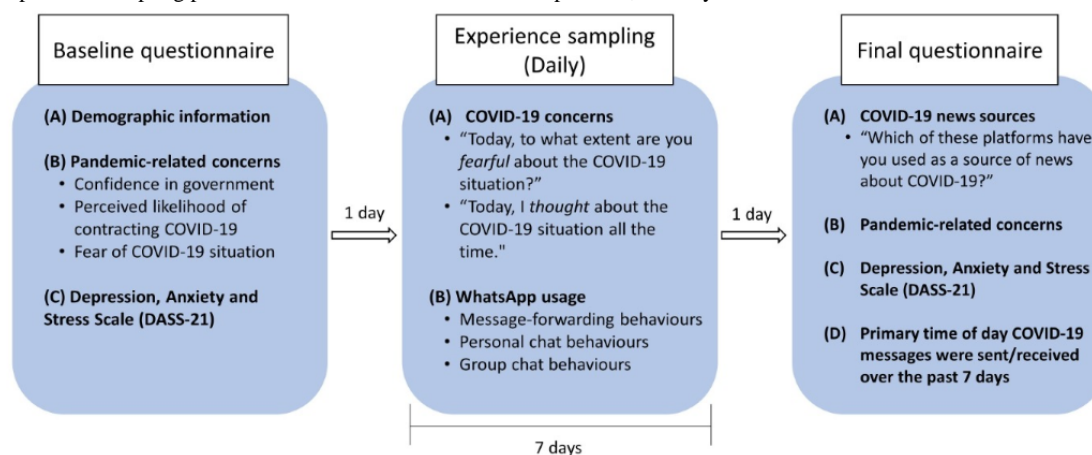 Baseline questionnaire
(A) Demographic information
(B) Pandemic-related concerns
• Confidence in government
• Perceived likelihood of
contracting COVID-19
• Fear of COVID-19 situation
(C) Depression, Anxiety and
Stress Scale (DASS-21)
1 day
Experience sampling
(Daily)
(A) COVID-19 concerns
• “Today, to what extent are you
fearful about the COVID-19
situation?”
• “Today, I thought about the
COVID-19 situation all the
time."
(B) WhatsApp usage
• Message-forwarding behaviours
• Personal chat behaviours
• Group chat behaviours
7 days
1 day
Final questionnaire
(A) COVID-19 news sources
• “Which of these platforms have
you used as a source of news
about COVID-19?”
(B) Pandemic-related concerns
(C) Depression, Anxiety and Stress
Scale (DASS-21)
(D) Primary time of day COVID-19
messages were sent/received
over the past 7 days